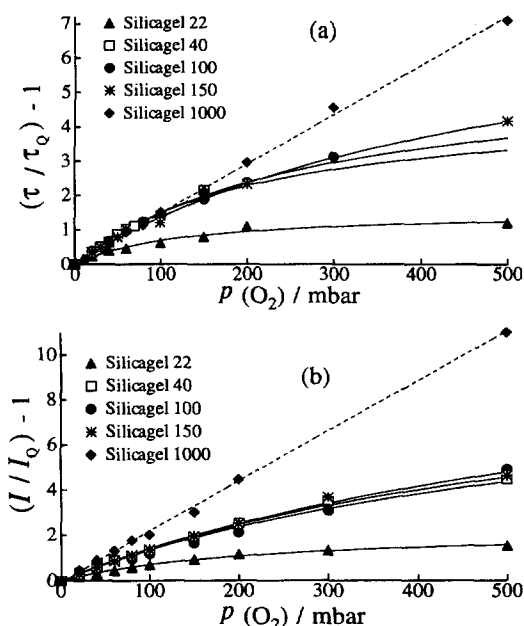 (a)
7
6
5
4
3
2
1
0
(τ / τQ) - 1
Silicagel 22
Silicagel 40
Silicagel 100
Silicagel 150
Silicagel 1000
0 100 200 300 400 500
p (O2) / mbar
(b)
10
8
6
4
2
0
(I / IQ) - 1
Silicagel 22
Silicagel 40
Silicagel 100
Silicagel 150
Silicagel 1000
0 100 200 300 400 500
p (O2) / mbar